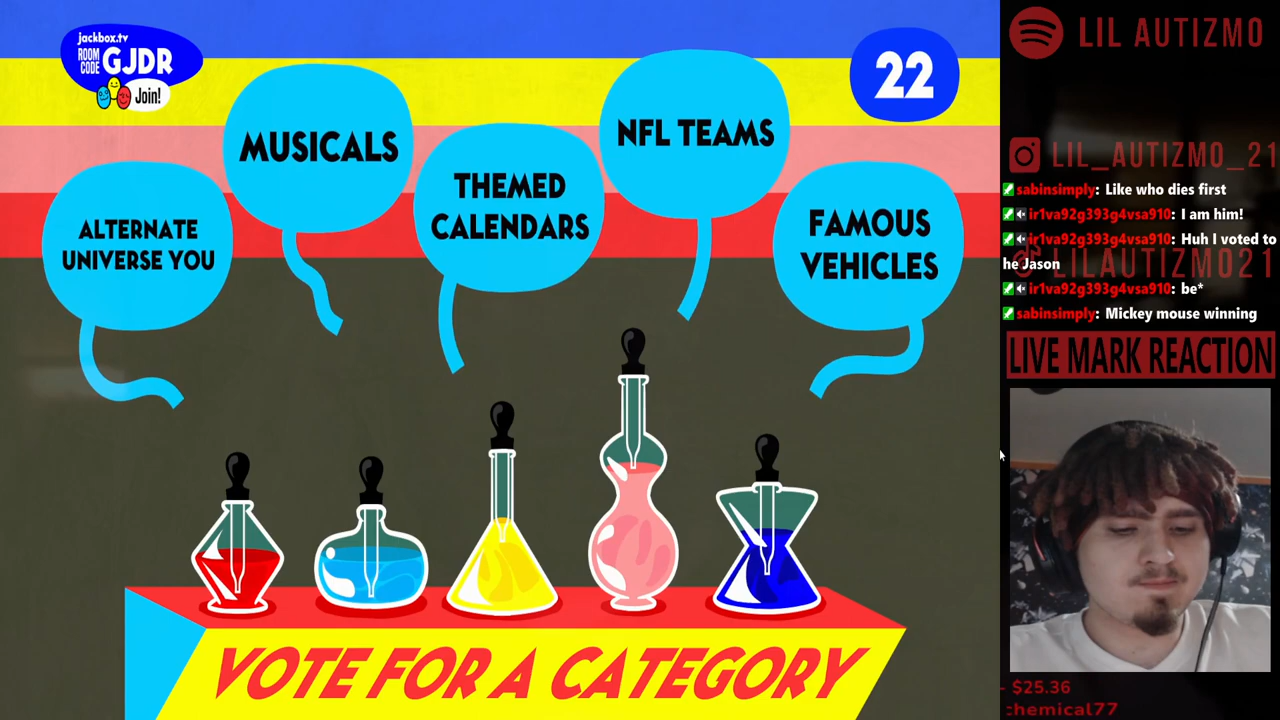 jackbox.tv
ROOM CODE GJDR
Join!
22
ALTERNATE
UNIVERSE YOU
MUSICALS
THEMED
CALENDARS
NFL TEAMS
FAMOUS
VEHICLES
VOTE FOR A CATEGORY
LIL AUTIZMO
LIL_AUTIZMO_21
sabinsimply: Like who dies first
ir1va92g393g4vsa910: I am him!
ir1va92g393g4vsa910: Huh I voted to
he Jason
LILAUTIZMO21
ir1va92g393g4vsa910: be*
sabinsimply: Mickey mouse winning
LIVE MARK REACTION
- $25.36
chemical77